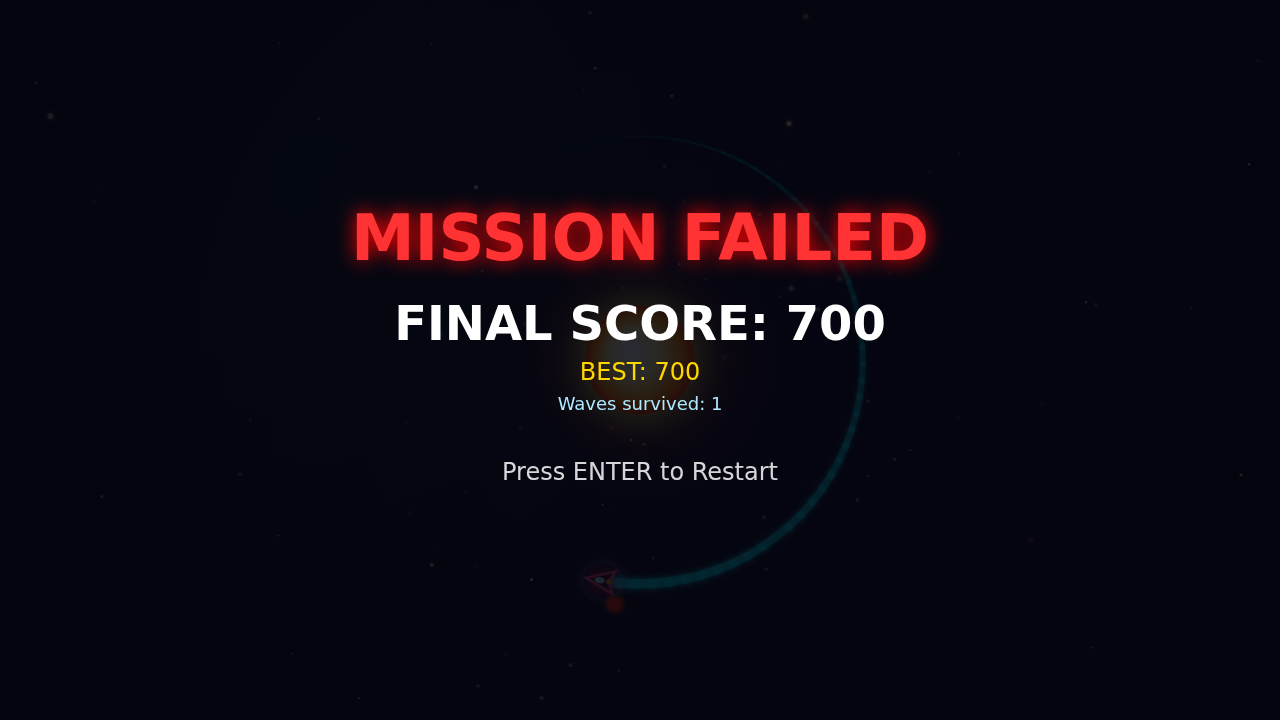 MISSION FAILED
FINAL SCORE: 700
BEST: 700
Waves survived: 1
Press ENTER to Restart